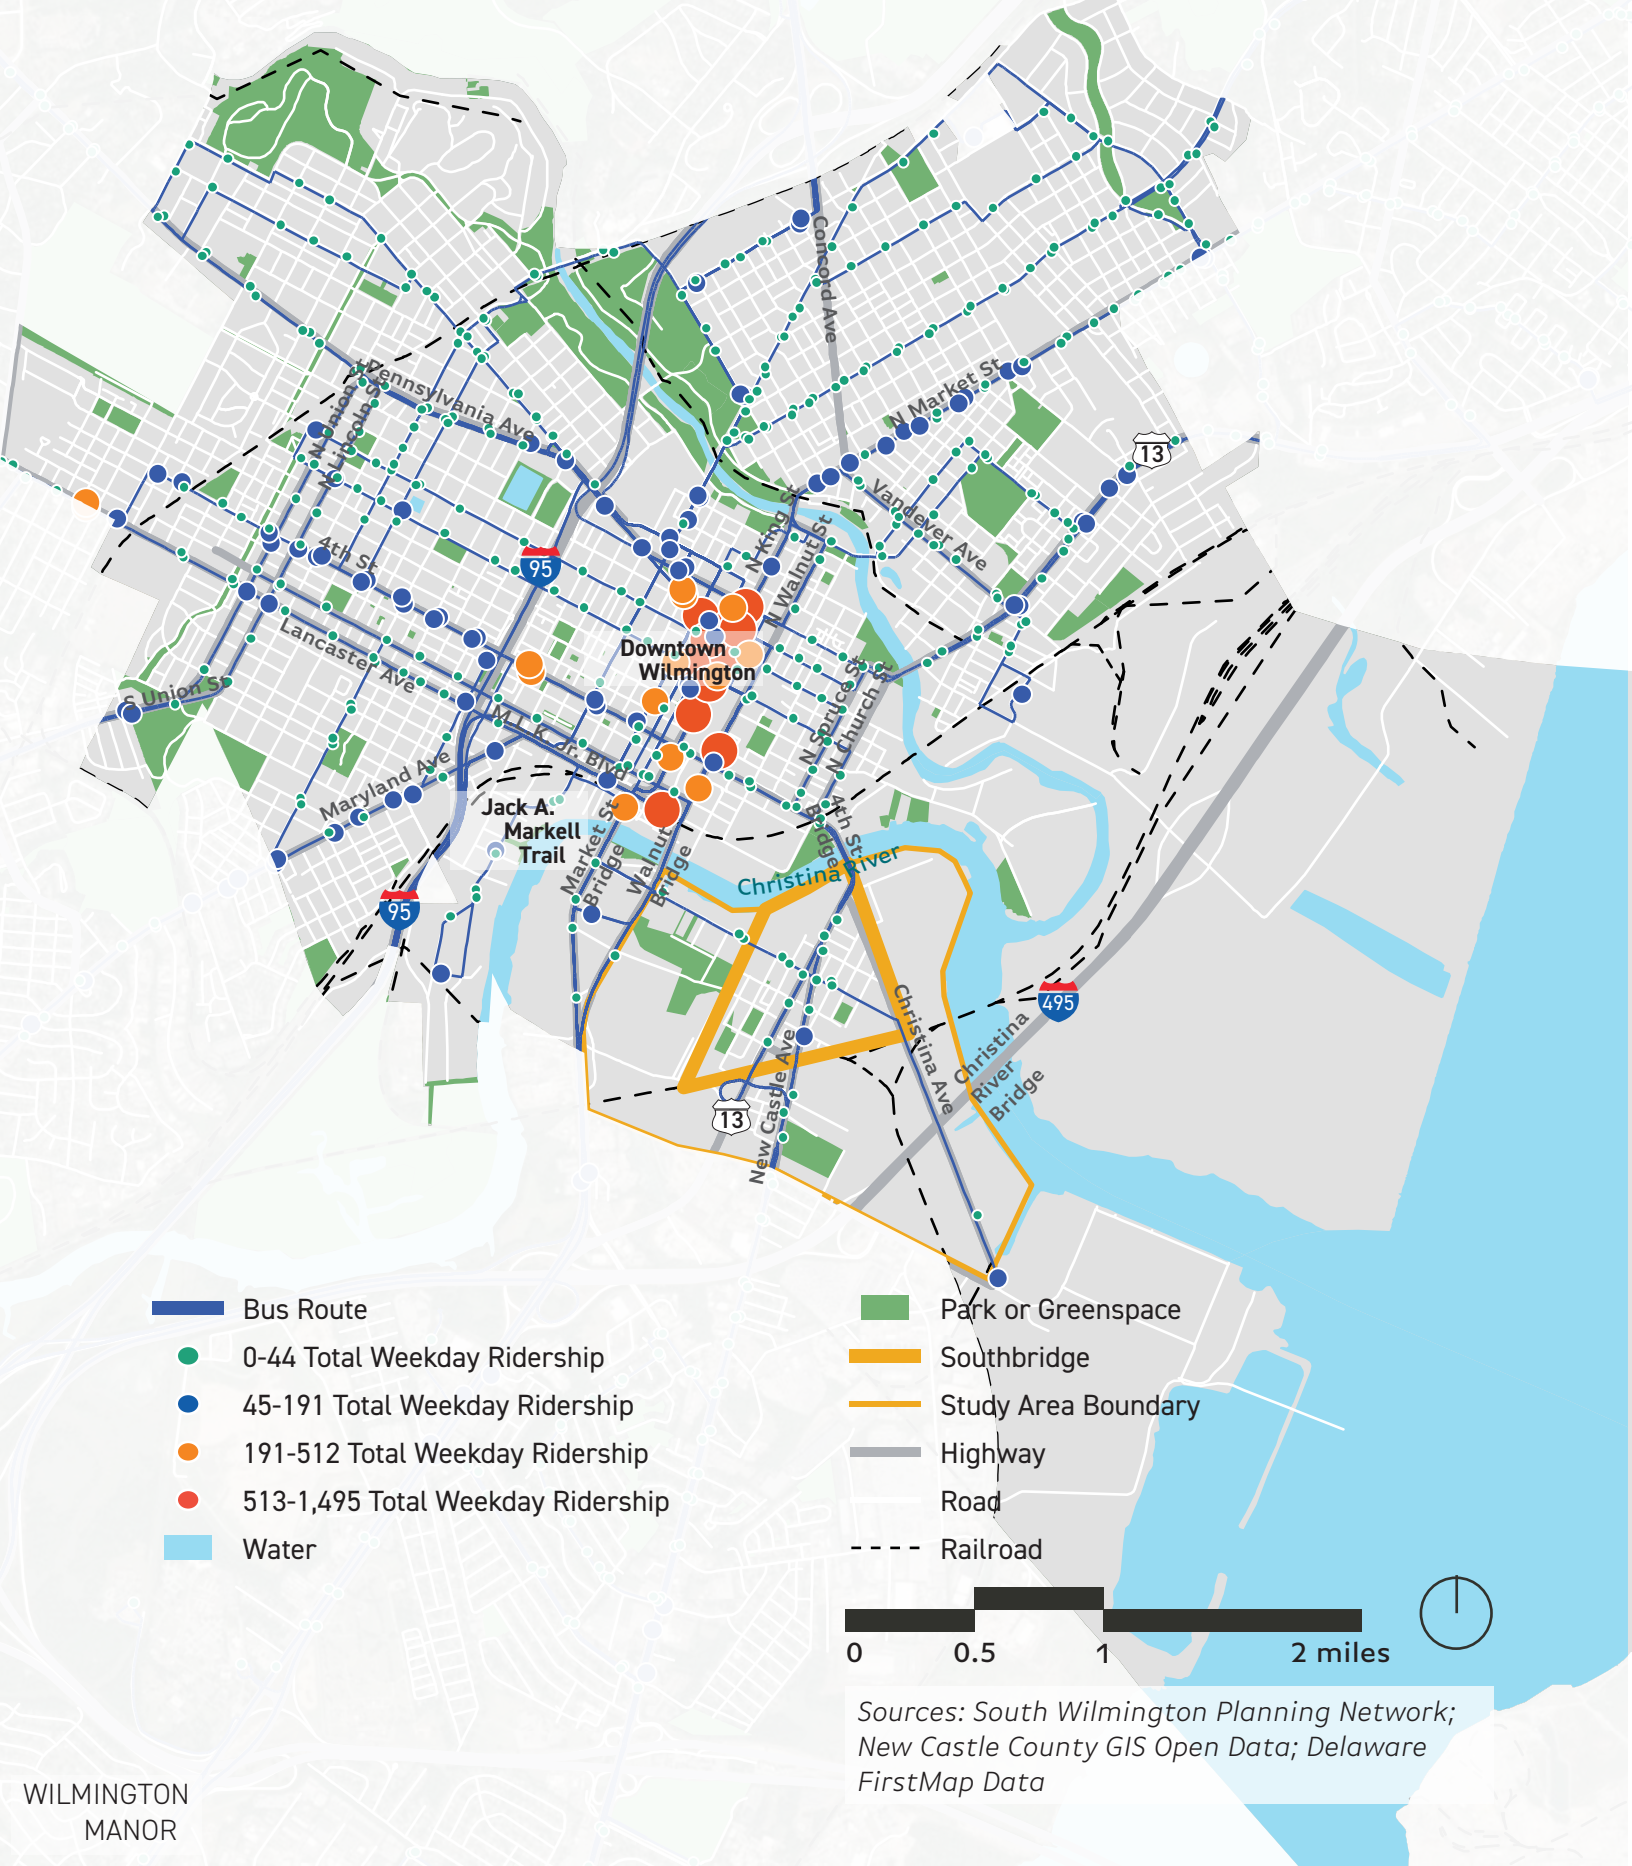 Concord Ave
N Market St
13
Pennsylvania Ave
N Union St
N Lincoln St
Vandever Ave
N King St
N Walnut St
4th St
95
Lancaster Ave
Downtown
Wilmington
S Union St
N Spruce St
N Church St
M.L.K. Jr. Blvd
Maryland Ave
Jack A.
Markell
Trail
Market St
Bridge
Walnut
Bridge
4th St
Bridge
Christina River
95
495
Christina Ave
Christina
River
Bridge
New Castle Ave
13
Bus Route
0-44 Total Weekday Ridership
45-191 Total Weekday Ridership
191-512 Total Weekday Ridership
513-1,495 Total Weekday Ridership
Water
Park or Greenspace
Southbridge
Study Area Boundary
Highway
Road
Railroad
0 0.5 1 2 miles
Sources: South Wilmington Planning Network;
New Castle County GIS Open Data; Delaware
FirstMap Data
WILMINGTON
MANOR